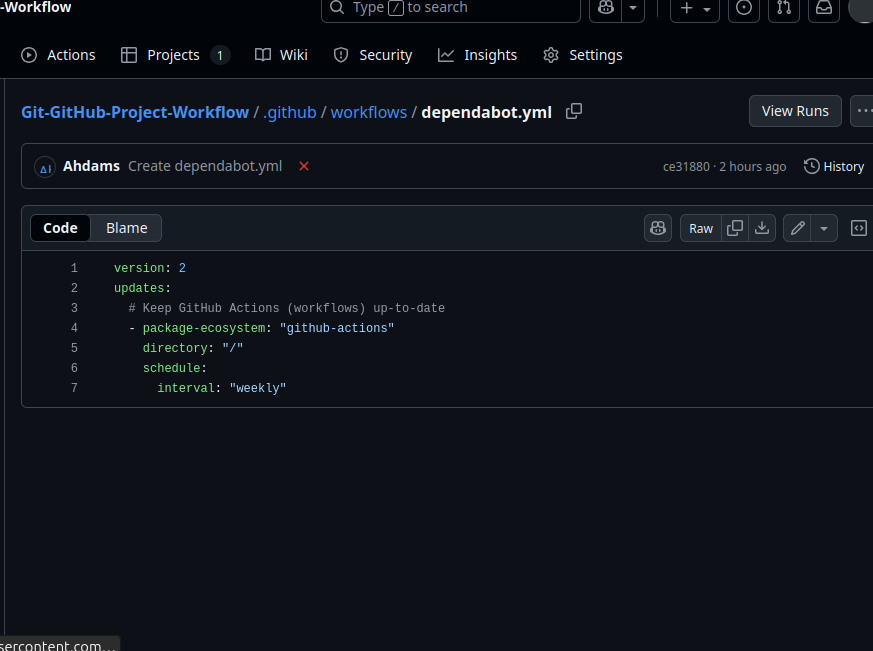 -Workflow
Type / to search
Actions Projects 1 Wiki Security Insights Settings
Git-GitHub-Project-Workflow / .github / workflows / dependabot.yml View Runs
Ahdams Create dependabot.yml ce31880 · 2 hours ago History
Code Blame Raw
1 version: 2
2 updates:
3 # Keep GitHub Actions (workflows) up-to-date
4 - package-ecosystem: "github-actions"
5 directory: "/"
6 schedule:
7 interval: "weekly"
sercontent.com...